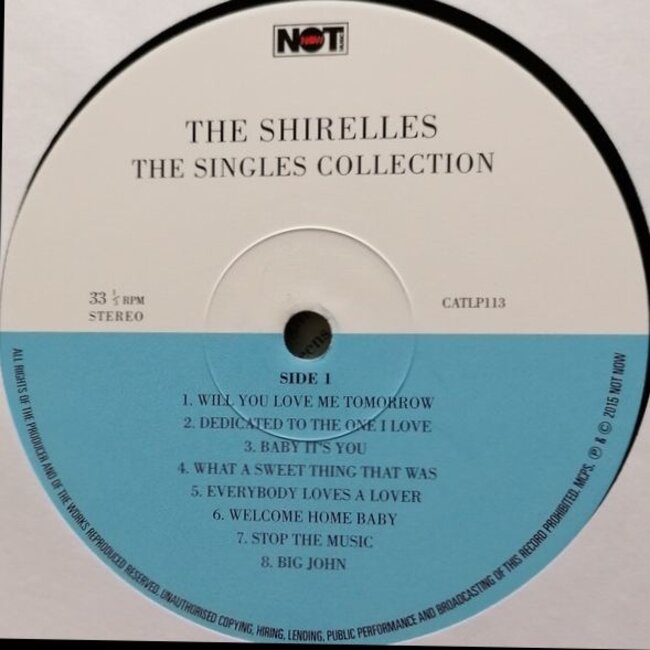 NOT NOW MUSIC
THE SHIRELLES
THE SINGLES COLLECTION
33 1/3 RPM
STEREO
CATLP113
SIDE 1
1. WILL YOU LOVE ME TOMORROW
2. DEDICATED TO THE ONE I LOVE
3. BABY IT'S YOU
4. WHAT A SWEET THING THAT WAS
5. EVERYBODY LOVES A LOVER
6. WELCOME HOME BABY
7. STOP THE MUSIC
8. BIG JOHN
ALL RIGHTS OF THE PRODUCER AND OF THE WORKS REPRODUCED RESERVED. UNAUTHORISED COPYING, HIRING, LENDING, PUBLIC PERFORMANCE AND BROADCASTING OF THIS RECORD PROHIBITED. MCPS. ℗ & © 2015 NOT NOW